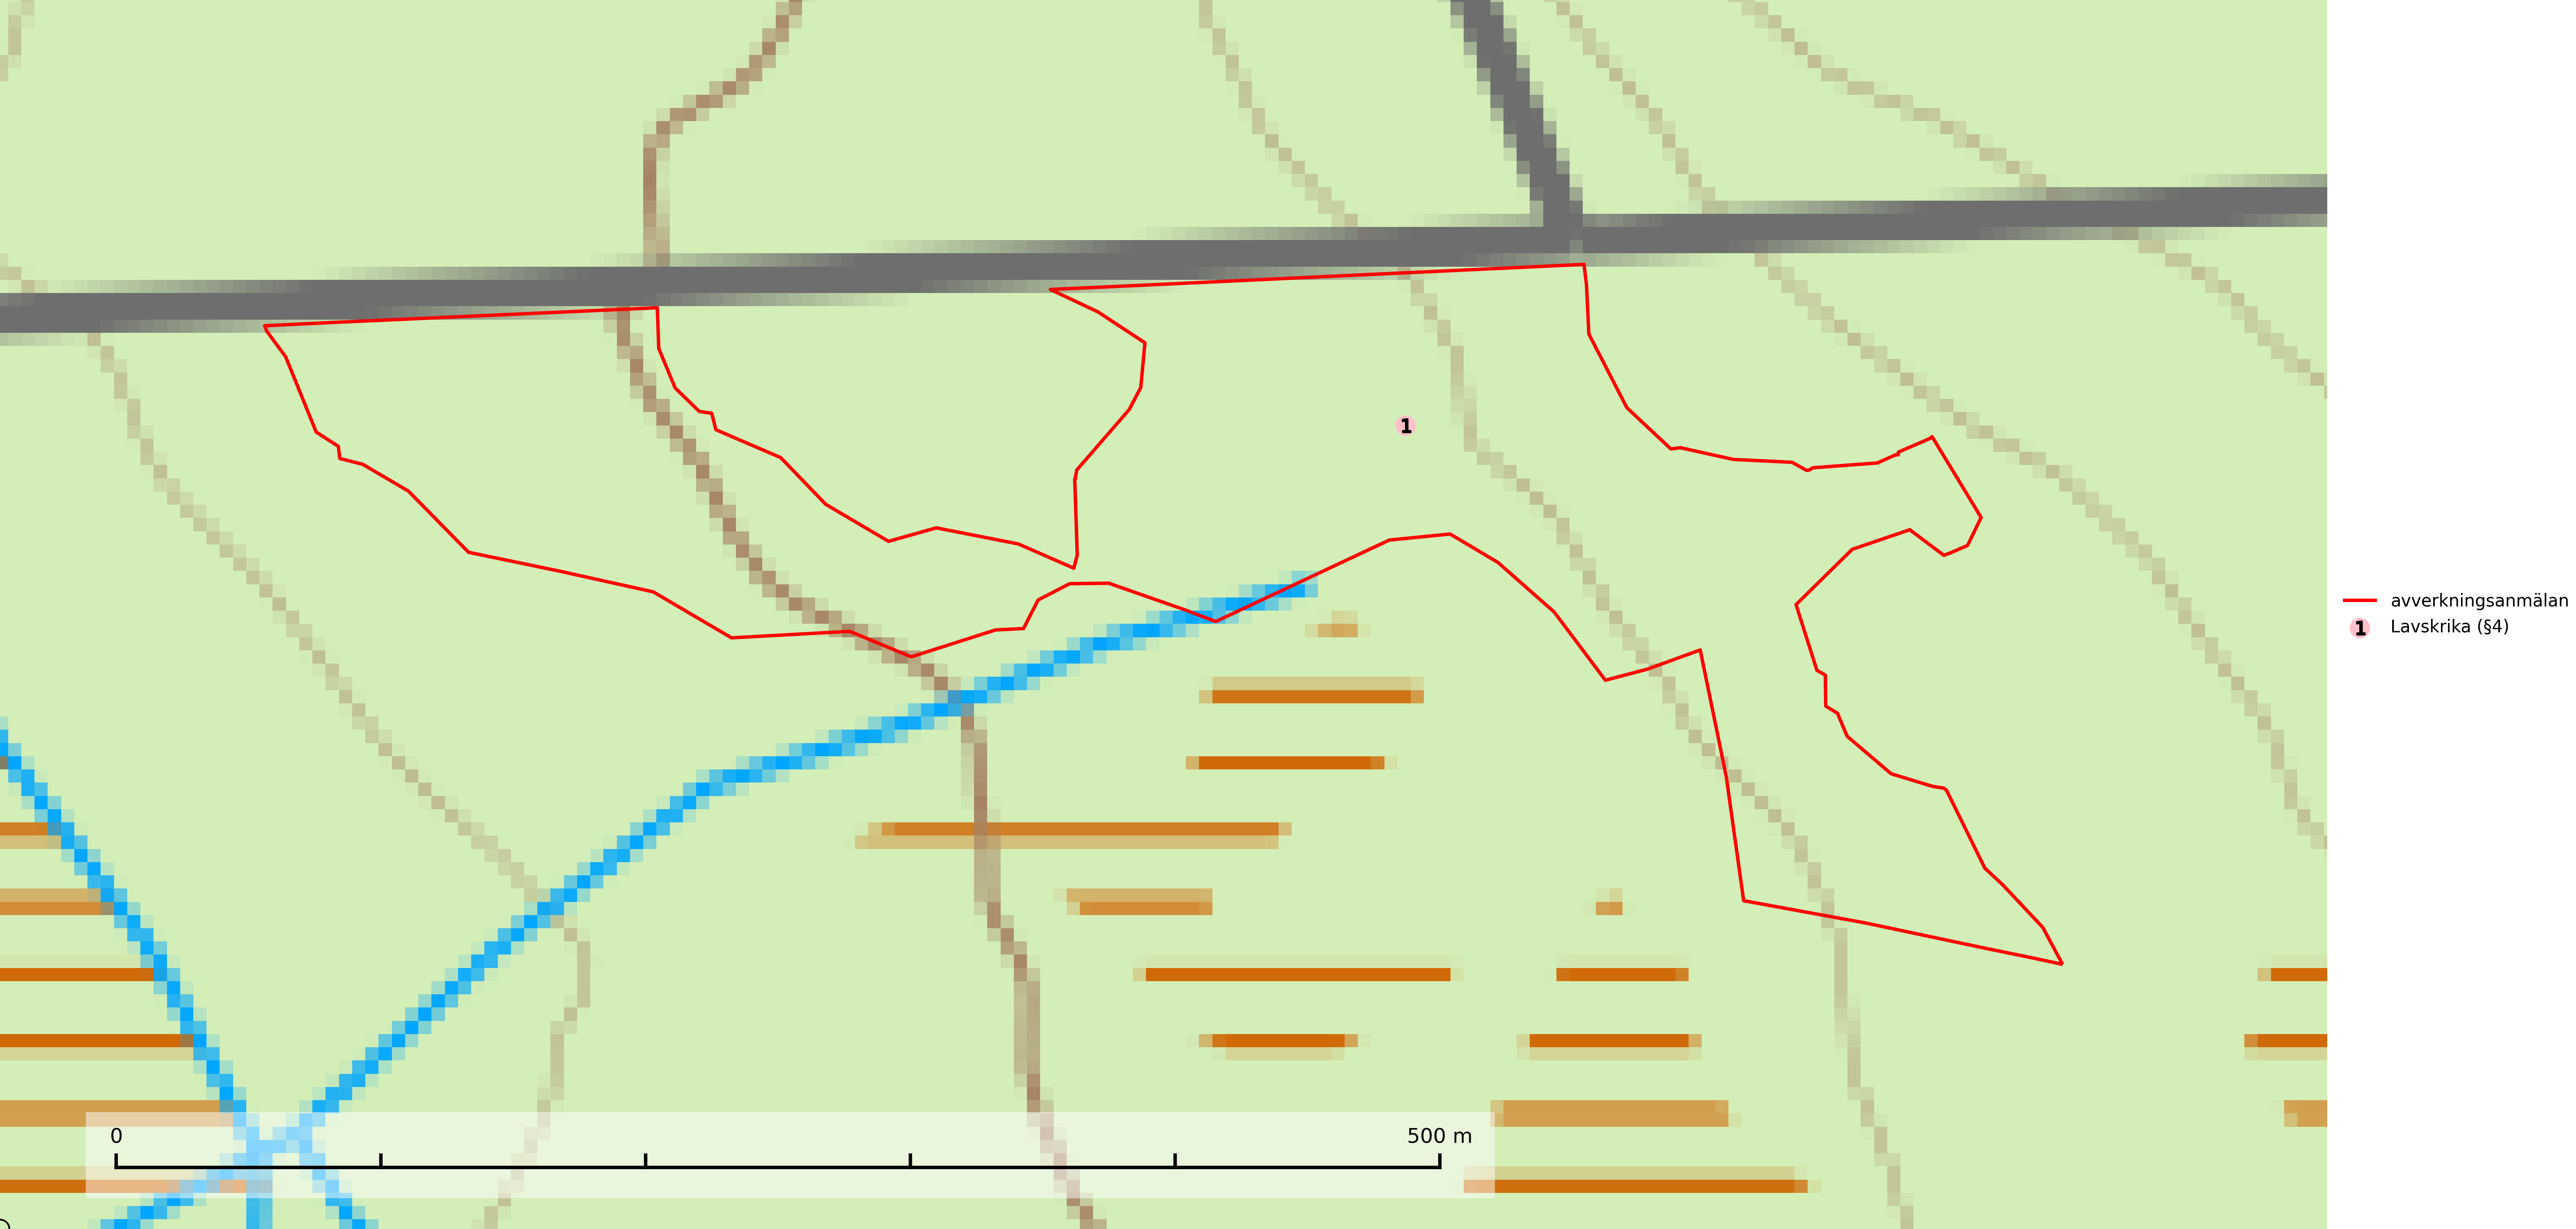 1
avverkningsanmälan
1 Lavskrika (§4)
0 500 m